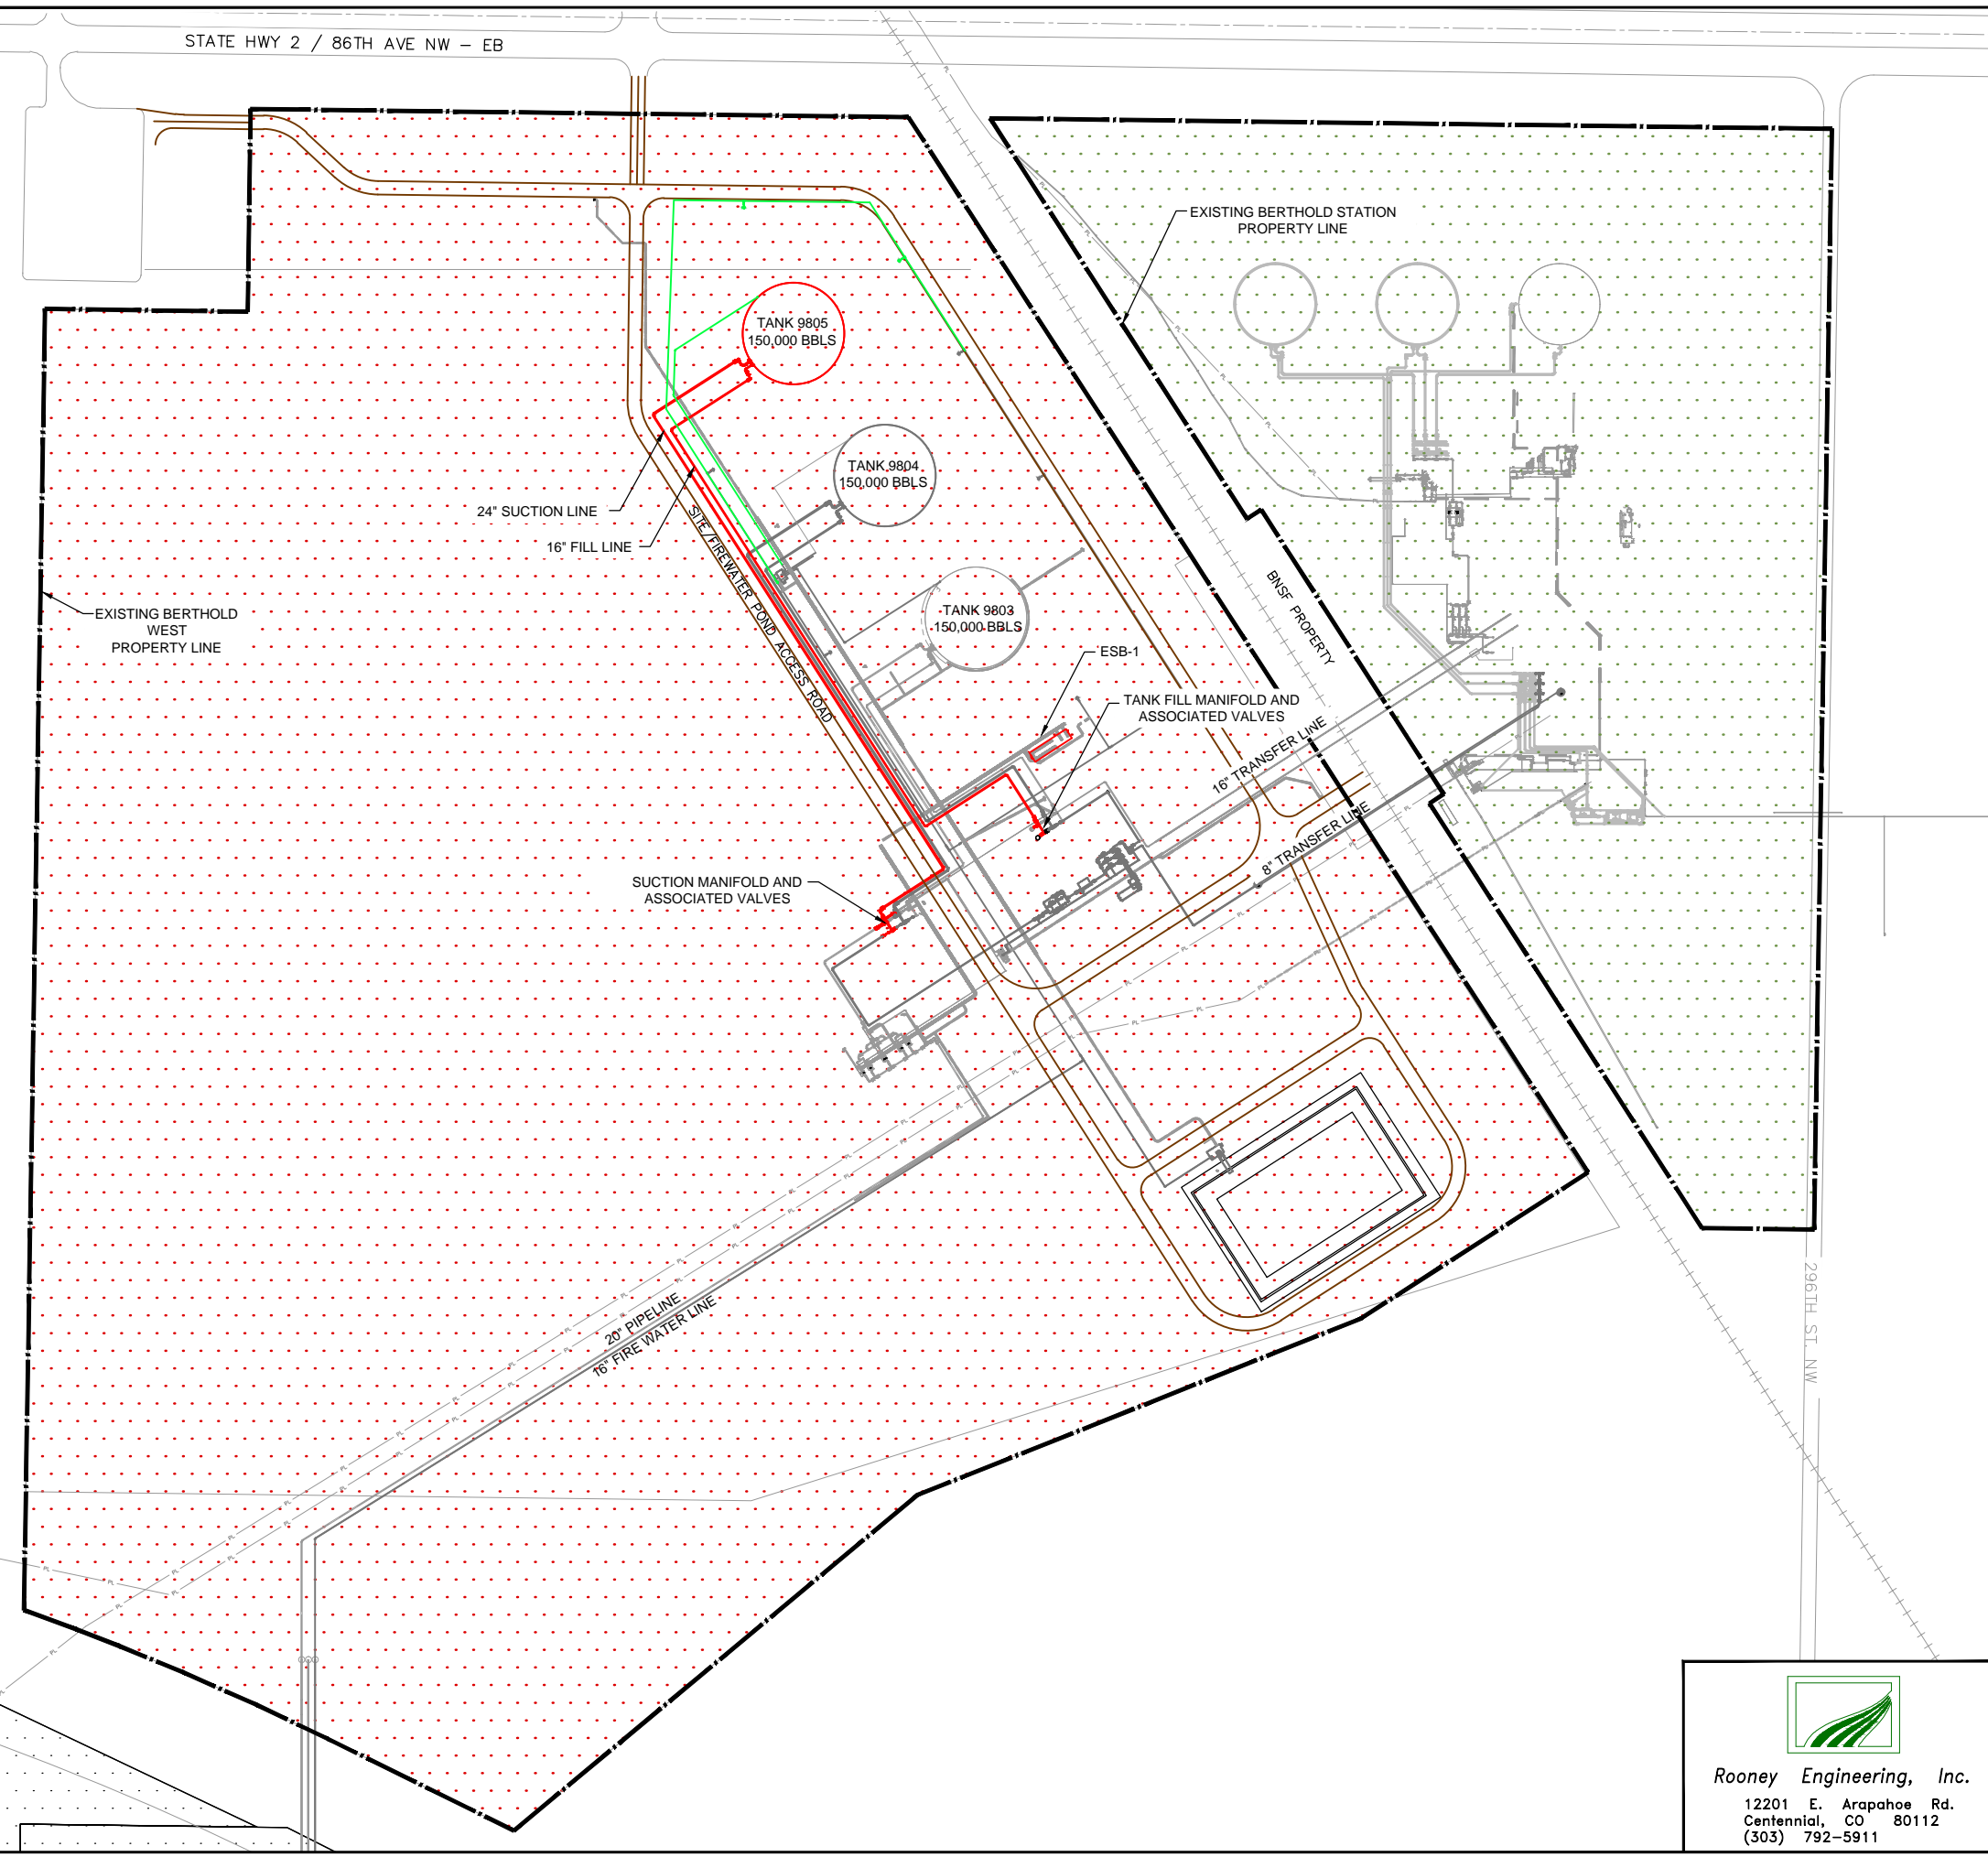 STATE HWY 2 / 86TH AVE NW - EB
EXISTING BERTHOLD STATION
PROPERTY LINE
TANK 9805
150,000 BBLS
TANK 9804
150,000 BBLS
24" SUCTION LINE
16" FILL LINE
SITE/FIREWATER POND ACCESS ROAD
BNSF PROPERTY
EXISTING BERTHOLD
WEST
PROPERTY LINE
TANK 9803
150,000 BBLS
ESB-1
TANK FILL MANIFOLD AND
ASSOCIATED VALVES
16" TRANSFER LINE
8" TRANSFER LINE
SUCTION MANIFOLD AND
ASSOCIATED VALVES
20" PIPELINE
16" FIRE WATER LINE
296TH ST. NW
Rooney Engineering, Inc.
12201 E. Arapahoe Rd.
Centennial, CO 80112
(303) 792-5911